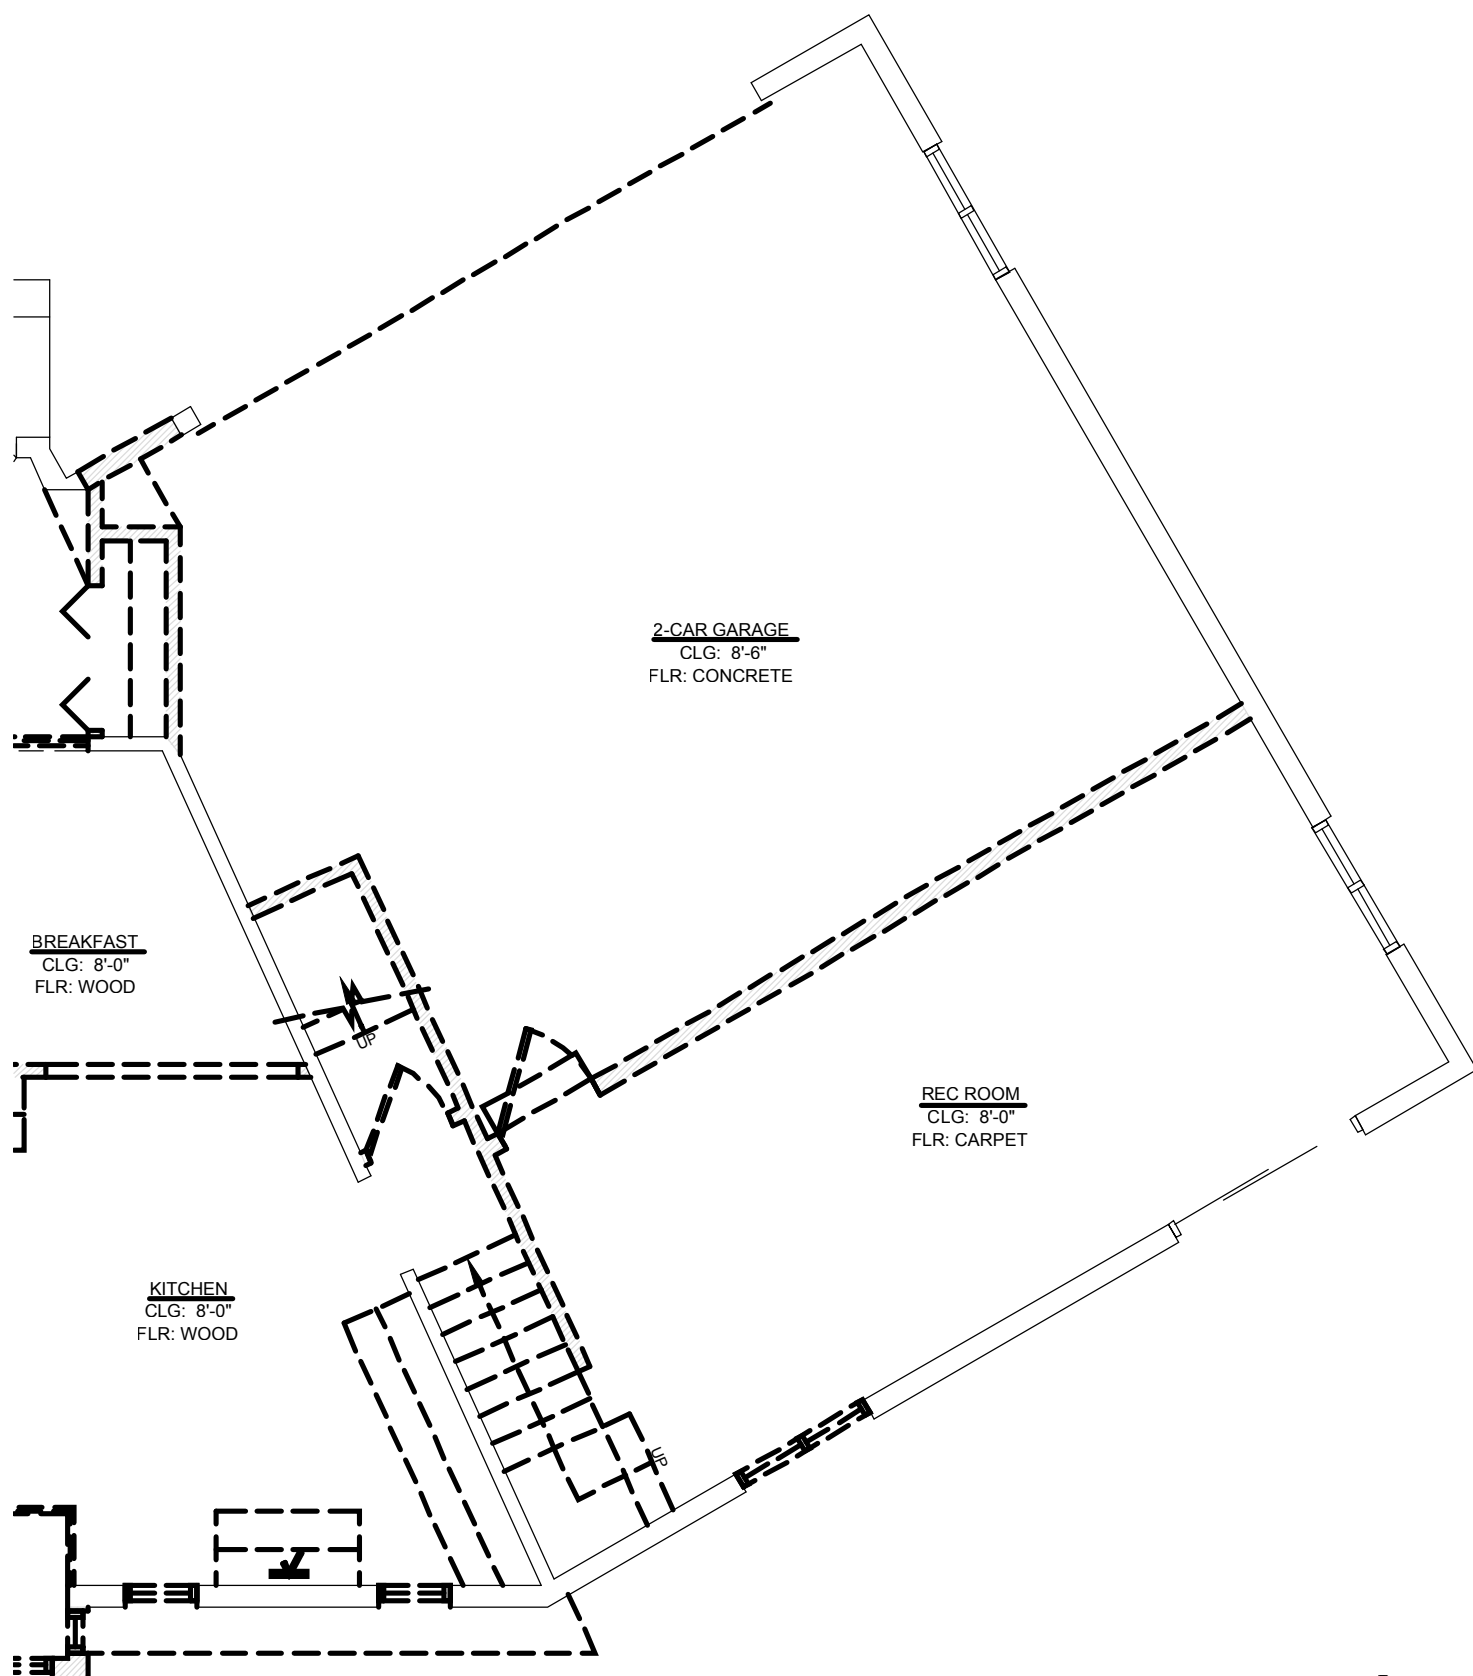 2-CAR GARAGE
CLG: 8'-6"
FLR: CONCRETE
BREAKFAST
CLG: 8'-0"
FLR: WOOD
UP
REC ROOM
CLG: 8'-0"
FLR: CARPET
KITCHEN
CLG: 8'-0"
FLR: WOOD
UP